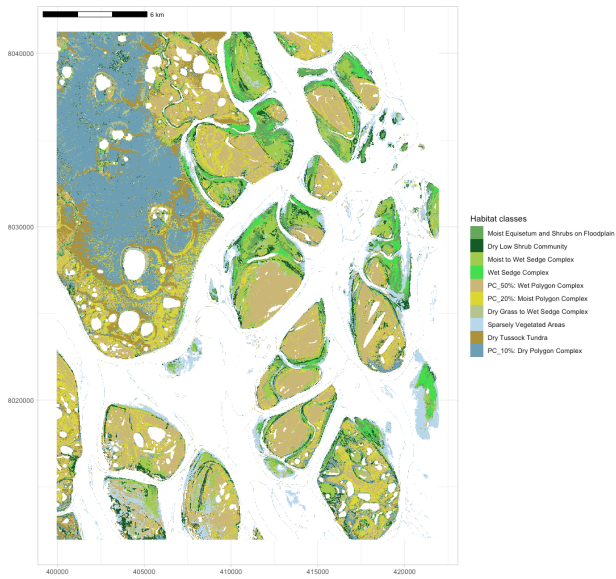 6 km
8040000
8030000
8020000
400000 405000 410000 415000 420000
Habitat classes
Moist Equisetum and Shrubs on Floodplain
Dry Low Shrub Community
Moist to Wet Sedge Complex
Wet Sedge Complex
PC_50%: Wet Polygon Complex
PC_20%: Moist Polygon Complex
Dry Grass to Wet Sedge Complex
Sparsely Vegetated Areas
Dry Tussock Tundra
PC_10%: Dry Polygon Complex